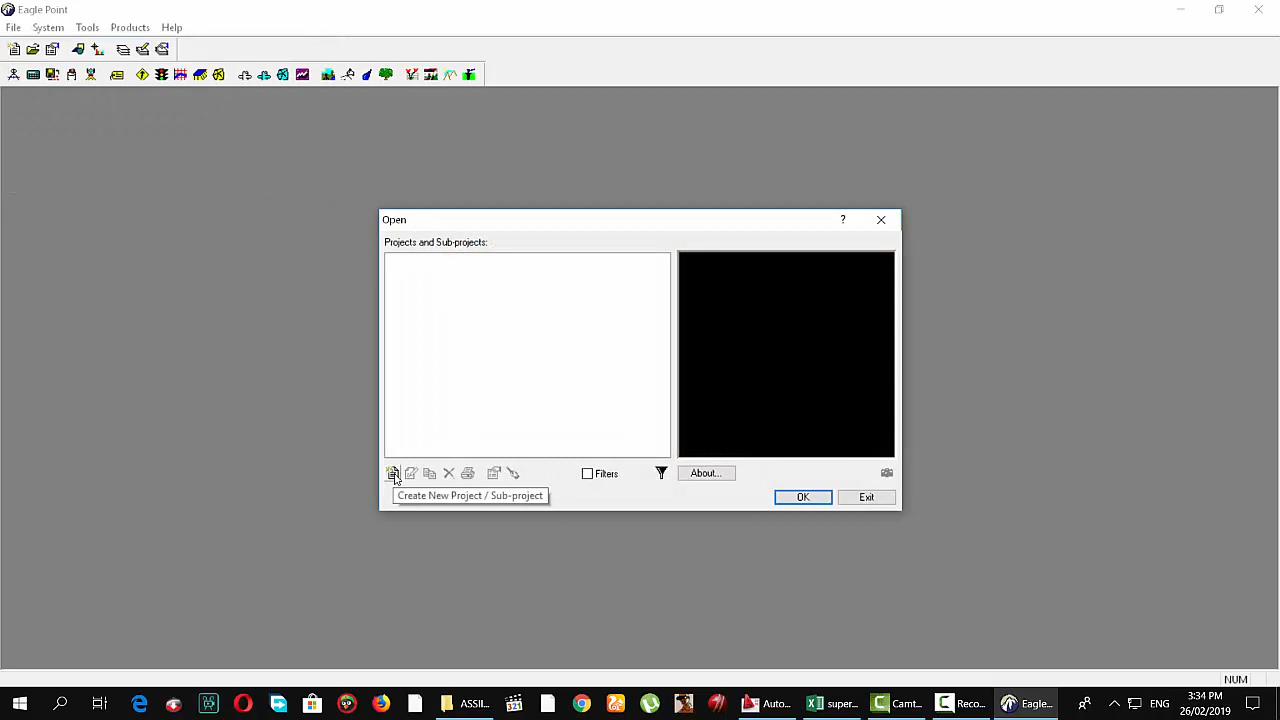 Eagle Point
File System Tools Products Help
Open
?
Projects and Sub-projects:
Filters
About...
Create New Project / Sub-project
OK
Exit
NUM
321
ASSII...
Auto...
super...
Camt...
Reco...
Eagle...
ENG
3:34 PM
26/02/2019